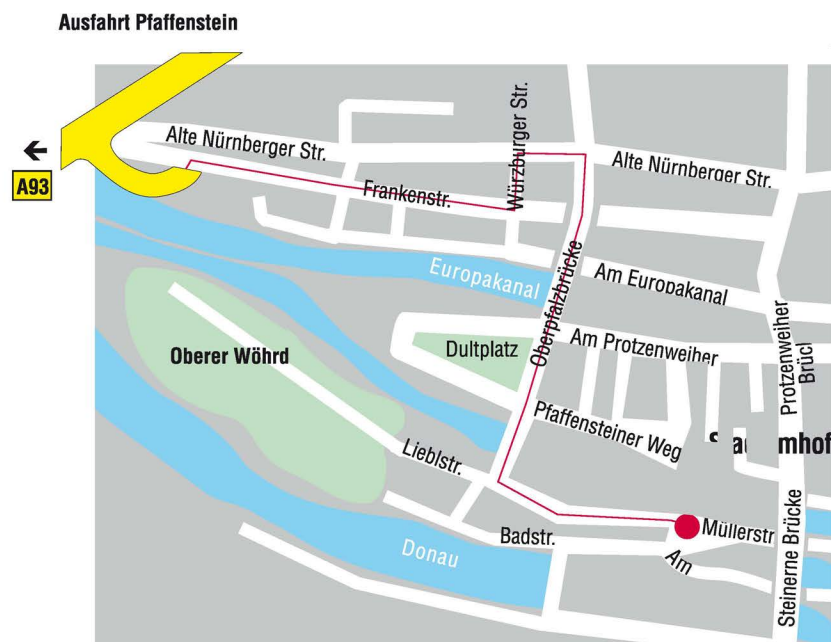 Ausfahrt Pfaffenstein
A93
Alte Nürnberger Str.
Würzburger Str.
Alte Nürnberger Str.
Frankenstr.
Europakanal
Oberpfalzbrücke
Am Europakanal
Oberer Wöhrd
Dultplatz
Am Protzenweiher
Protzenweiher
Brücl
Pfaffensteiner Weg
Lieblstr.
Badstr.
Müllerstr
Am
Donau
Steinerne Brücke